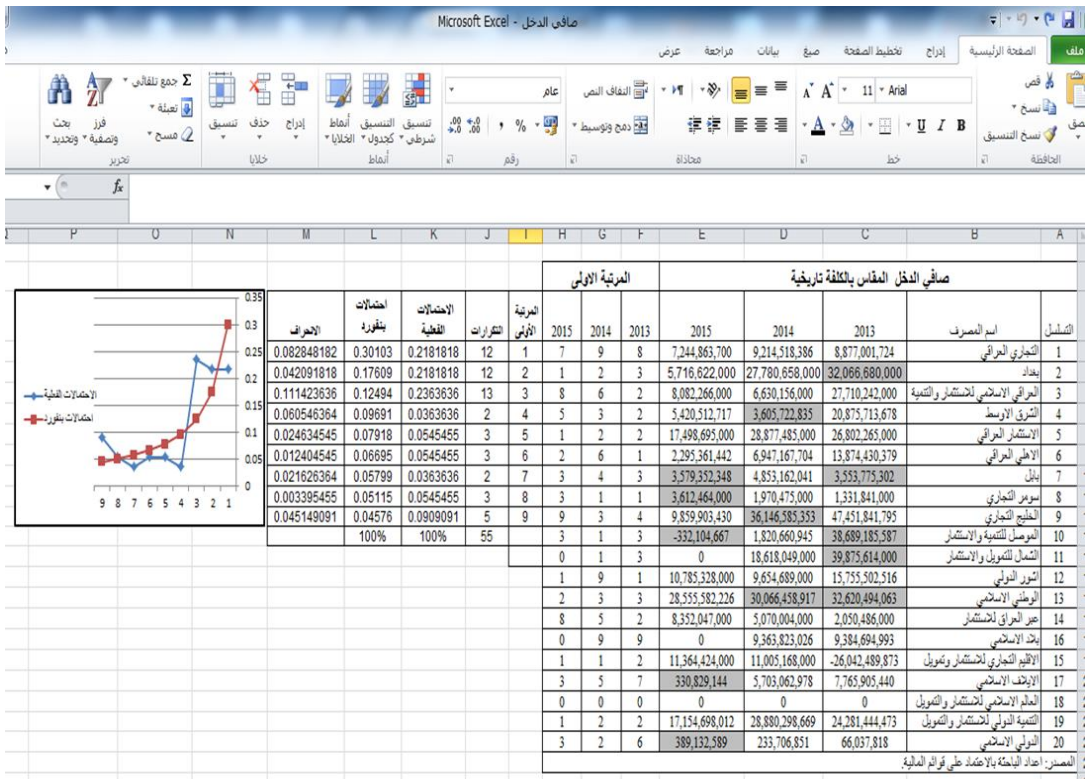 صافي الدخل - Microsoft Excel
ملف الصفحة الرئيسية إدراج تخطيط الصفحة صيغ بيانات مراجعة عرض
قص Arial 11 التفاف النص عام جمع تلقائي
نسخ دمج وتوسيط تنسيق شرطي التنسيق كجدول أنماط الخلايا إدراج حذف تنسيق تعبئة فرز وتصفية بحث وتحديد
نسخ التنسيق B I U مسح
الحافظة خط محاذاة رقم أنماط خلايا تحرير
fx
A B C D E F G H I J K L M N O P
صافي الدخل المقاس بالكلفة تاريخية المرتبة الاولى
التسلسل اسم المصرف 2013 2014 2015 2013 2014 2015 المرتبة الأولى التكرارات الاحتمالات الفعلية احتمالات بنفورد الانحراف
1 التجاري العراقي 8,877,001,724 9,214,518,386 7,244,863,700 8 9 7 1 12 0.2181818 0.30103 0.082848182
2 بغداد 32,066,680,000 27,780,658,000 5,716,622,000 3 2 1 2 12 0.2181818 0.17609 0.042091818
3 العراقي الاسلامي للاستثمار والتنمية 27,710,242,000 6,630,156,000 8,082,266,000 2 6 8 3 13 0.2363636 0.12494 0.111423636
4 الشرق الاوسط 20,875,713,678 3,605,722,835 5,420,512,717 2 3 5 4 2 0.0363636 0.09691 0.060546364
5 الاستثمار العراقي 26,802,265,000 28,877,485,000 17,498,695,000 2 2 1 5 3 0.0545455 0.07918 0.024634545
6 الاهلي العراقي 13,874,430,379 6,947,167,704 2,295,361,442 1 6 2 6 3 0.0545455 0.06695 0.012404545
7 بابل 3,553,775,302 4,853,162,041 3,579,352,348 3 4 3 7 2 0.0363636 0.05799 0.021626364
8 سومر التجاري 1,331,841,000 1,970,475,000 3,612,464,000 1 1 3 8 3 0.0545455 0.05115 0.003395455
9 الخليج التجاري 47,451,841,795 36,146,585,353 9,859,903,430 4 3 9 9 5 0.0909091 0.04576 0.045149091
10 الموصل للتنمية والاستثمار 38,689,185,587 1,820,660,945 -332,104,667 3 1 3 55 100% 100%
11 الشمال للتمويل والاستثمار 39,875,614,000 18,618,049,000 0 3 1 0
12 اشور الدولي 15,755,502,516 9,654,689,000 10,785,328,000 1 9 1
13 الوطني الاسلامي 32,620,494,063 30,066,458,917 28,555,582,226 3 3 2
14 عبر العراق للاستثمار 2,050,486,000 5,070,004,000 8,352,047,000 2 5 8
16 بلاد الاسلامي 9,384,694,993 9,363,823,026 0 9 9 0
15 الاقليم التجاري للاستثمار وتمويل -26,042,489,873 11,005,168,000 11,364,424,000 2 1 1
17 الايلاف الاسلامي 7,765,905,440 5,703,062,978 330,829,144 7 5 3
18 العالم الاسلامي للاستثمار والتمويل 0 0 0 0 0 0
19 التنمية الدولي للاستثمار والتمويل 24,281,444,473 28,880,298,669 17,154,698,012 2 2 1
20 الدولي الاسلامي 66,037,818 233,706,851 389,132,589 6 2 3
المصدر: اعداد الباحثة بالاعتماد على قوائم المالية.
0.35
0.3
0.25
0.2
0.15
0.1
0.05
0
1 2 3 4 5 6 7 8 9
الاحتمالات الفعلية
احتمالات بنفورد